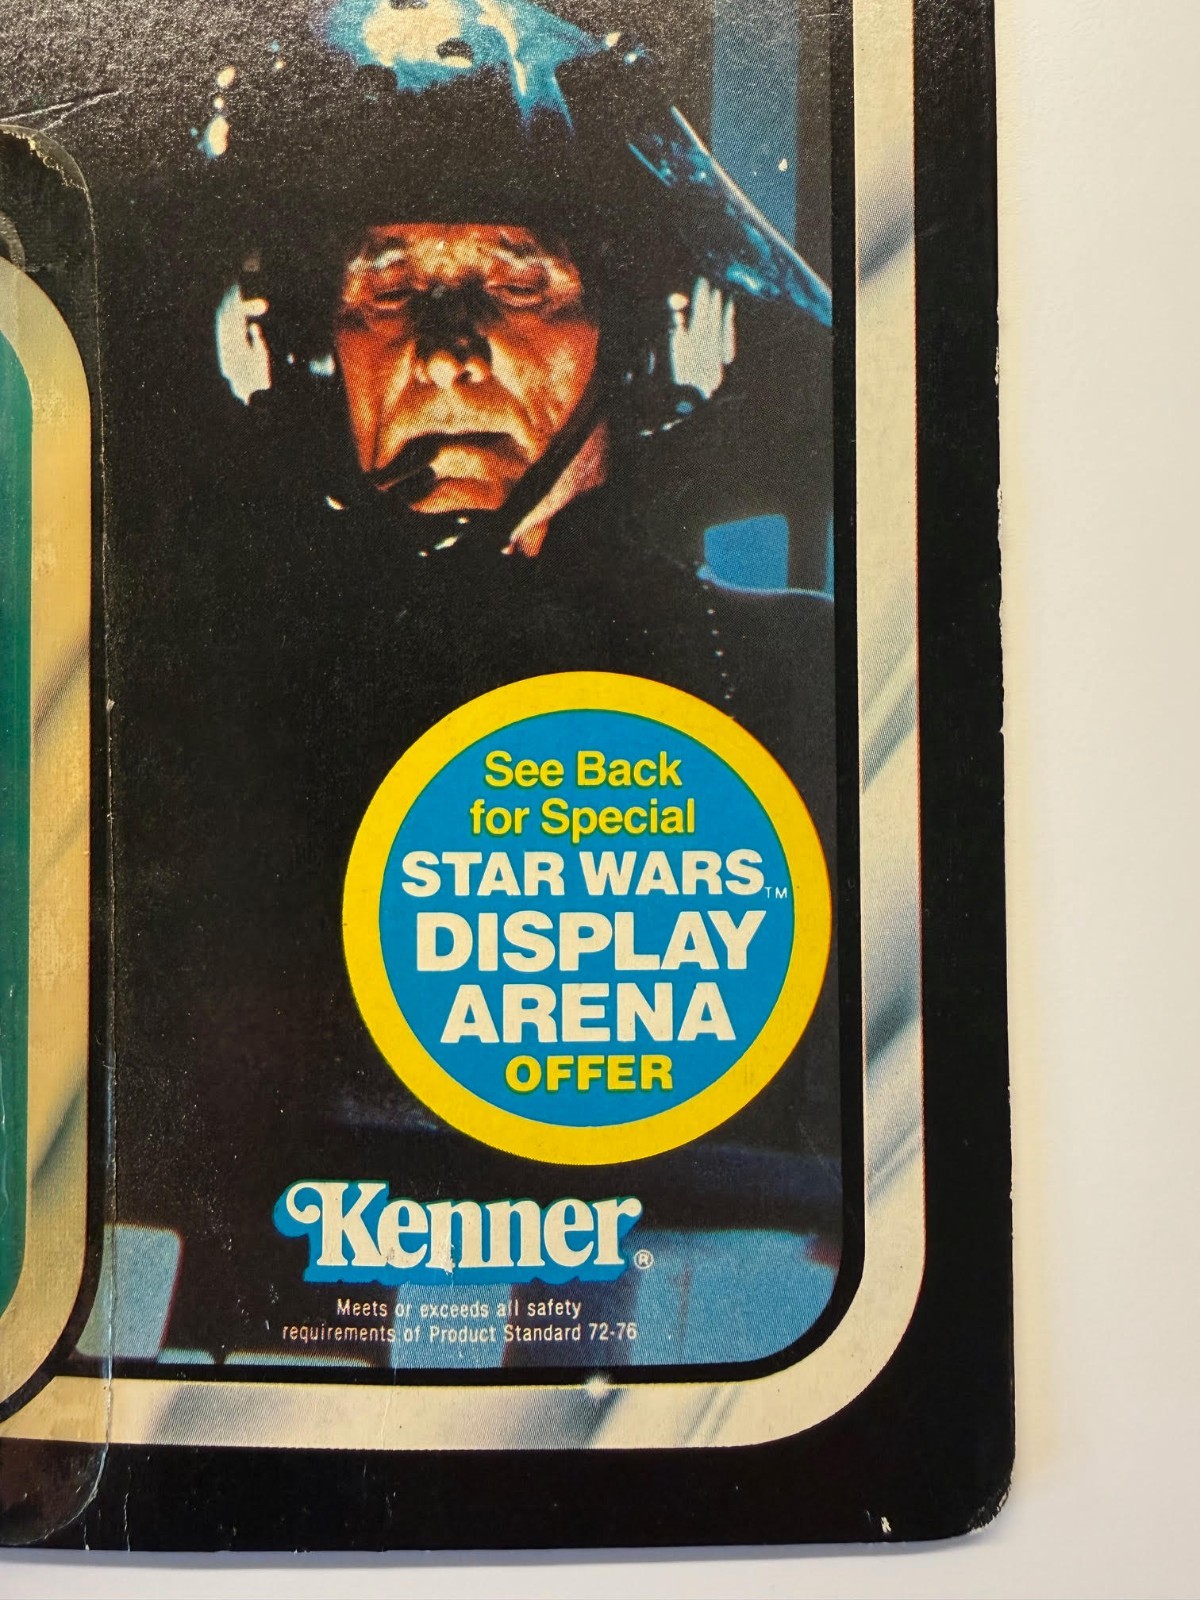 See Back
for Special
STAR WARS™
DISPLAY
ARENA
OFFER
Kenner®
Meets or exceeds all safety
requirements of Product Standard 72-76